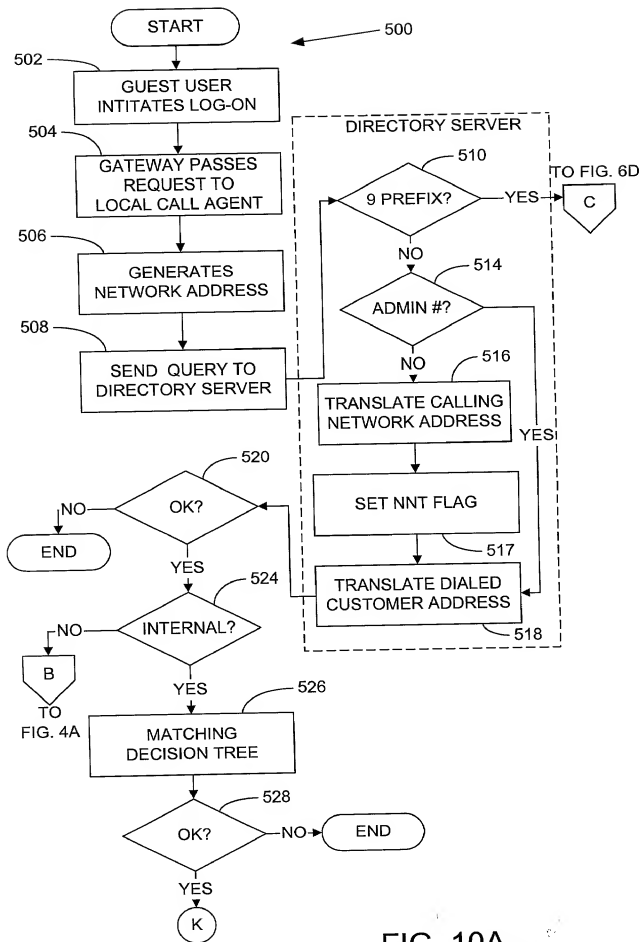 START
500
502
GUEST USER
INTITATES LOG-ON
504
GATEWAY PASSES
REQUEST TO
LOCAL CALL AGENT
506
GENERATES
NETWORK ADDRESS
508
SEND QUERY TO
DIRECTORY SERVER
DIRECTORY SERVER
510
9 PREFIX?
YES
TO FIG. 6D
C
NO
514
ADMIN #?
YES
NO
516
TRANSLATE CALLING
NETWORK ADDRESS
SET NNT FLAG
517
TRANSLATE DIALED
CUSTOMER ADDRESS
518
520
OK?
NO
END
YES
524
INTERNAL?
NO
B
TO
FIG. 4A
YES
526
MATCHING
DECISION TREE
528
OK?
NO
END
YES
K
FIG. 10A